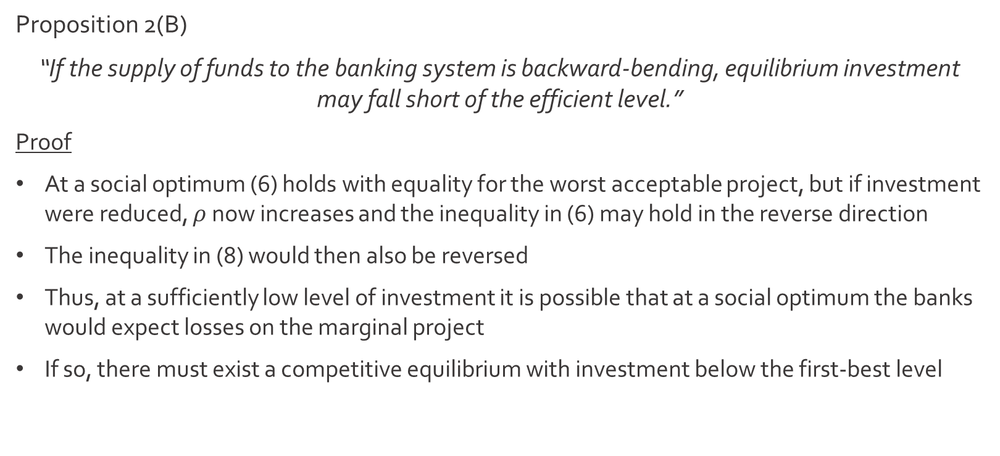 Proposition 2(B)
“If the supply of funds to the banking system is backward-bending, equilibrium investment
may fall short of the efficient level.”
Proof
• At a social optimum (6) holds with equality for the worst acceptable project, but if investment
were reduced, ρ now increases and the inequality in (6) may hold in the reverse direction
• The inequality in (8) would then also be reversed
• Thus, at a sufficiently low level of investment it is possible that at a social optimum the banks
would expect losses on the marginal project
• If so, there must exist a competitive equilibrium with investment below the first-best level